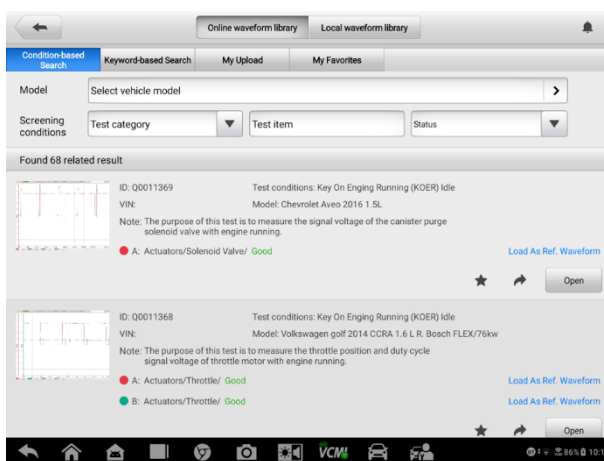 Online waveform library Local waveform library
Condition-based
Search
Keyword-based Search My Upload My Favorites
Model Select vehicle model
Screening
conditions
Test category Test item Status
Found 68 related result
ID: Q0011369 Test conditions: Key On Enging Running (KOER) Idle
VIN: Model: Chevrolet Aveo 2016 1.5L
Note: The purpose of this test is to measure the signal voltage of the canister purge
solenoid valve with engine running.
A: Actuators/Solenoid Valve/ Good Load As Ref. Waveform
Open
ID: Q0011368 Test conditions: Key On Enging Running (KOER) Idle
VIN: Model: Volkswagen golf 2014 CCRA 1.6 L R. Bosch FLEX/76kw
Note: The purpose of this test is to measure the throttle position and duty cycle
signal voltage of throttle motor with engine running.
A: Actuators/Throttle/ Good Load As Ref. Waveform
B: Actuators/Throttle/ Good Load As Ref. Waveform
Open
VCMI 86%